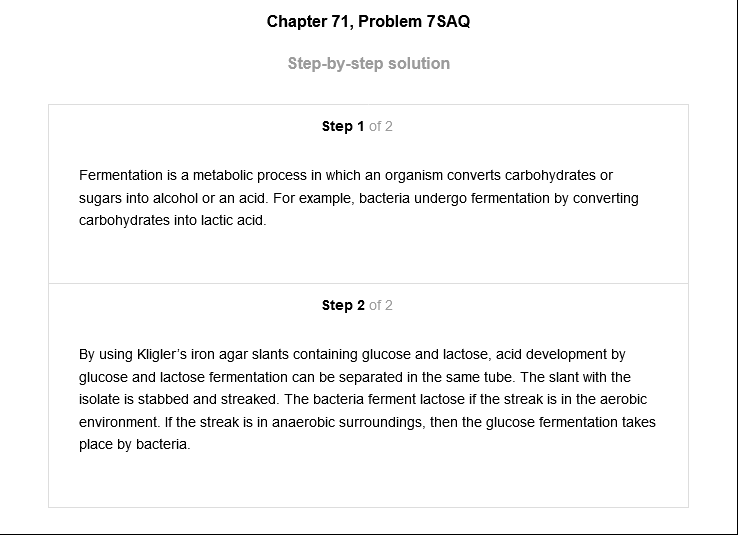 Chapter 71, Problem 7SAQ
Step-by-step solution
Step 1 of 2
Fermentation is a metabolic process in which an organism converts carbohydrates or
sugars into alcohol or an acid. For example, bacteria undergo fermentation by converting
carbohydrates into lactic acid.
Step 2 of 2
By using Kligler's iron agar slants containing glucose and lactose, acid development by
glucose and lactose fermentation can be separated in the same tube. The slant with the
isolate is stabbed and streaked. The bacteria ferment lactose if the streak is in the aerobic
environment. If the streak is in anaerobic surroundings, then the glucose fermentation takes
place by bacteria.